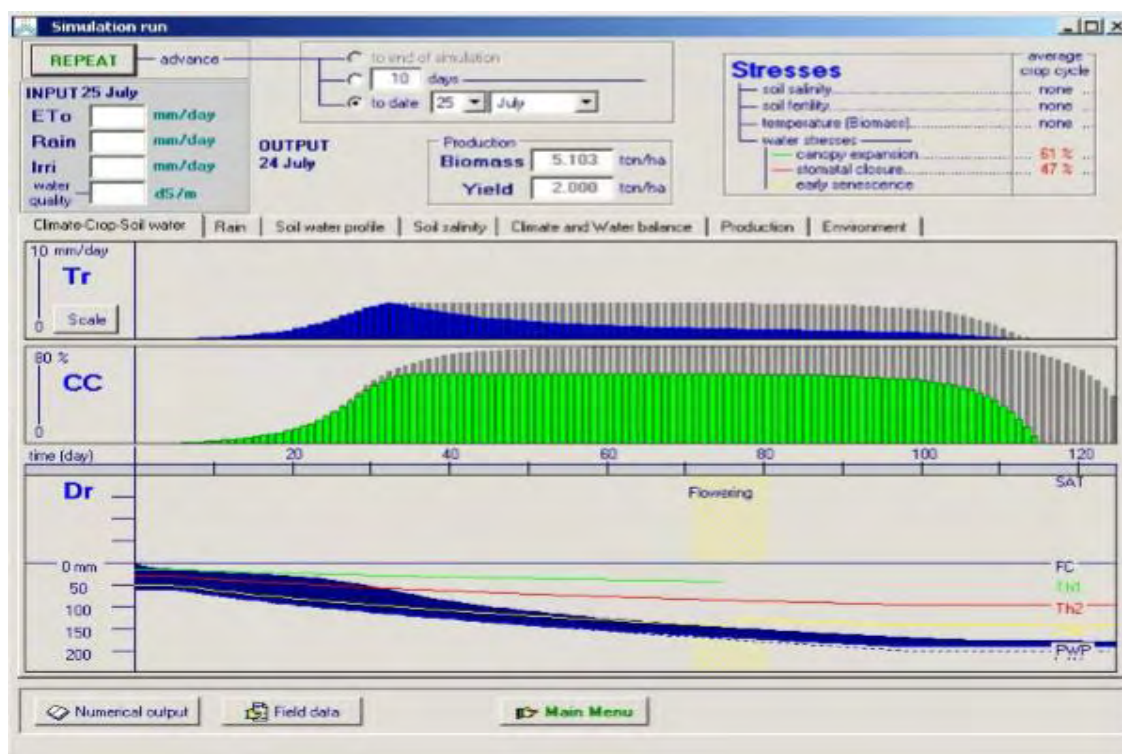 Simulation run
REPEAT
advance
to end of simulation
10 days
to date 25 July
INPUT 25 July
ETo mm/day
Rain mm/day
Irri mm/day
water quality dS/m
OUTPUT
24 July
Production
Biomass 5.103 ton/ha
Yield 2.000 ton/ha
Stresses
average
crop cycle
soil salinity none
soil fertility none
temperature (Biomass) none
water stresses
canopy expansion 61 %
stomatal closure 47 %
early senescence
Climate-Crop-Soil water Rain Soil water profile Soil salinity Climate and Water balance Production Environment
10 mm/day
Tr
Scale
0
80 %
CC
0
time (day) 20 40 60 80 100 120
Dr
Flowering
SAT
0 mm FC
50 Th1
100 Th2
150
200 PWP
Numerical output Field data Main Menu